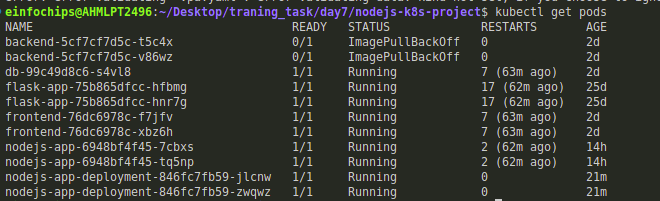 einfochips@AHMLPT2496:~/Desktop/traning_task/day7/nodejs-k8s-project$ kubectl get pods
NAME READY STATUS RESTARTS AGE
backend-5cf7cf7d5c-t5c4x 0/1 ImagePullBackOff 0 2d
backend-5cf7cf7d5c-v86wz 0/1 ImagePullBackOff 0 2d
db-99c49d8c6-s4vl8 1/1 Running 7 (63m ago) 2d
flask-app-75b865dfcc-hfbmg 1/1 Running 17 (62m ago) 25d
flask-app-75b865dfcc-hnr7g 1/1 Running 17 (62m ago) 25d
frontend-76dc6978c-f7jfv 1/1 Running 7 (63m ago) 2d
frontend-76dc6978c-xbz6h 1/1 Running 7 (63m ago) 2d
nodejs-app-6948bf4f45-7cbxs 1/1 Running 2 (62m ago) 14h
nodejs-app-6948bf4f45-tq5np 1/1 Running 2 (62m ago) 14h
nodejs-app-deployment-846fc7fb59-jlcnw 1/1 Running 0 21m
nodejs-app-deployment-846fc7fb59-zwqwz 1/1 Running 0 21m